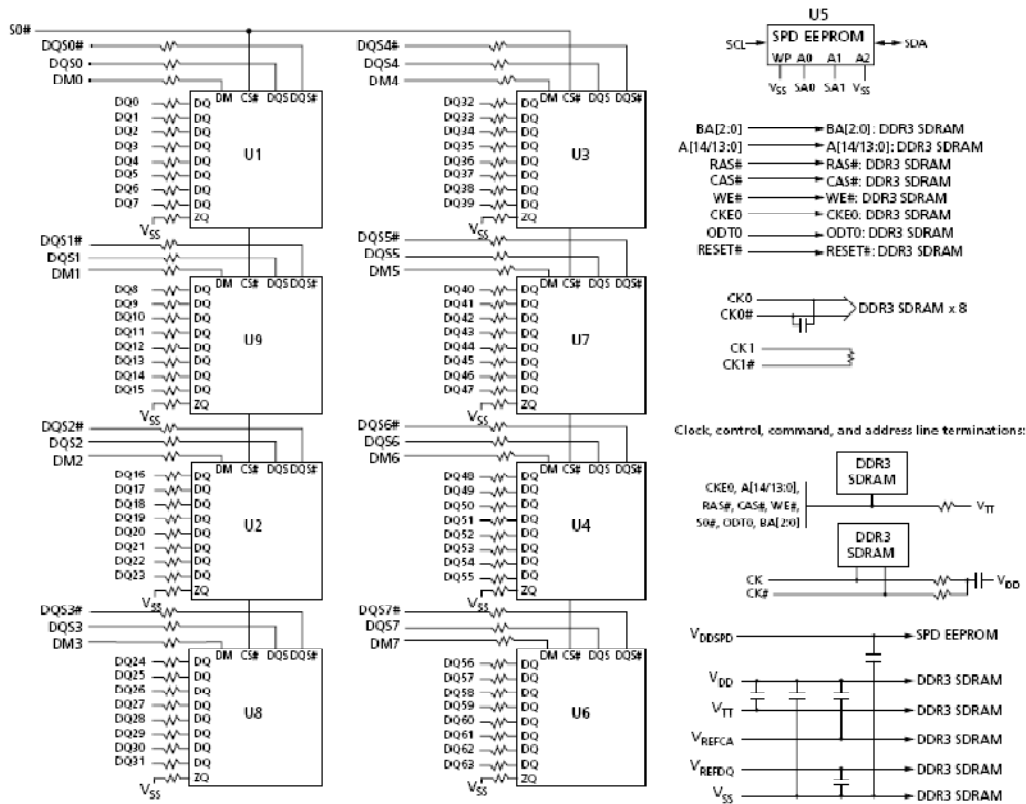 S0#
DQS0#
DQS0
DM0
DM CS# DQS DQS#
DQ0 DQ
DQ1 DQ
DQ2 DQ
DQ3 DQ
DQ4 DQ
DQ5 DQ
DQ6 DQ
DQ7 DQ
VSS ZQ
U1
DQS1#
DQS1
DM1
DM CS# DQS DQS#
DQ8 DQ
DQ9 DQ
DQ10 DQ
DQ11 DQ
DQ12 DQ
DQ13 DQ
DQ14 DQ
DQ15 DQ
VSS ZQ
U9
DQS2#
DQS2
DM2
DM CS# DQS DQS#
DQ16 DQ
DQ17 DQ
DQ18 DQ
DQ19 DQ
DQ20 DQ
DQ21 DQ
DQ22 DQ
DQ23 DQ
VSS ZQ
U2
DQS3#
DQS3
DM3
DM CS# DQS DQS#
DQ24 DQ
DQ25 DQ
DQ26 DQ
DQ27 DQ
DQ28 DQ
DQ29 DQ
DQ30 DQ
DQ31 DQ
VSS ZQ
U8
DQS4#
DQS4
DM4
DM CS# DQS DQS#
DQ32 DQ
DQ33 DQ
DQ34 DQ
DQ35 DQ
DQ36 DQ
DQ37 DQ
DQ38 DQ
DQ39 DQ
VSS ZQ
U3
DQS5#
DQS5
DM5
DM CS# DQS DQS#
DQ40 DQ
DQ41 DQ
DQ42 DQ
DQ43 DQ
DQ44 DQ
DQ45 DQ
DQ46 DQ
DQ47 DQ
VSS ZQ
U7
DQS6#
DQS6
DM6
DM CS# DQS DQS#
DQ48 DQ
DQ49 DQ
DQ50 DQ
DQ51 DQ
DQ52 DQ
DQ53 DQ
DQ54 DQ
DQ55 DQ
VSS ZQ
U4
DQS7#
DQS7
DM7
DM CS# DQS DQS#
DQ56 DQ
DQ57 DQ
DQ58 DQ
DQ59 DQ
DQ60 DQ
DQ61 DQ
DQ62 DQ
DQ63 DQ
VSS ZQ
U6
U5
SCL SPD EEPROM SDA
WP A0 A1 A2
VSS SA0 SA1 VSS
BA[2:0] BA[2:0]: DDR3 SDRAM
A[14/13:0] A[14/13:0]: DDR3 SDRAM
RAS# RAS#: DDR3 SDRAM
CAS# CAS#: DDR3 SDRAM
WE# WE#: DDR3 SDRAM
CKE0 CKE0: DDR3 SDRAM
ODT0 ODT0: DDR3 SDRAM
RESET# RESET#: DDR3 SDRAM
CK0
CK0#
DDR3 SDRAM x 8
CK1
CK1#
Clock, control, command, and address line terminations:
DDR3
SDRAM
CKE0, A[14/13:0],
RAS#, CAS#, WE#,
S0#, ODT0, BA[2:0]
VTT
DDR3
SDRAM
CK
CK#
VDD
VDDSPD SPD EEPROM
VDD DDR3 SDRAM
VTT DDR3 SDRAM
VREFCA DDR3 SDRAM
VREFDQ DDR3 SDRAM
VSS DDR3 SDRAM